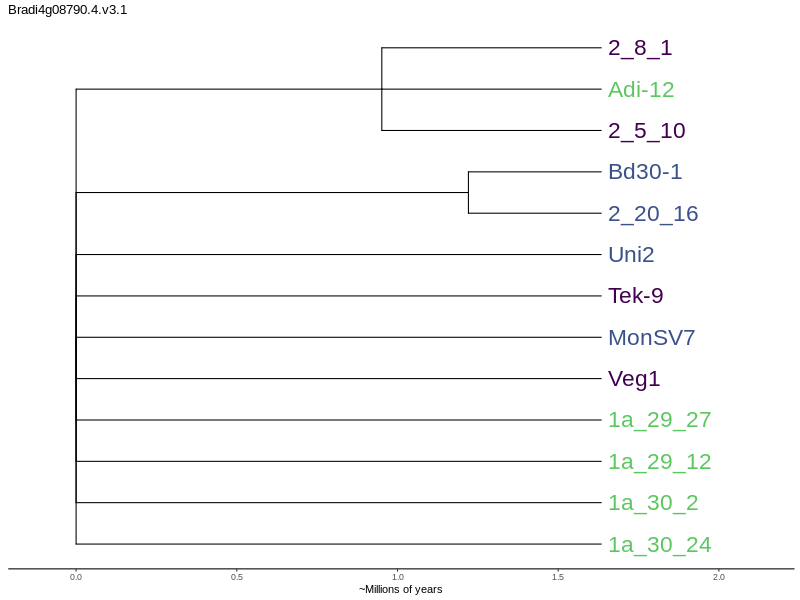 Bradi4g08790.4.v3.1
2_8_1
Adi-12
2_5_10
Bd30-1
2_20_16
Uni2
Tek-9
MonSV7
Veg1
1a_29_27
1a_29_12
1a_30_2
1a_30_24
0.0 0.5 1.0 1.5 2.0
~Millions of years